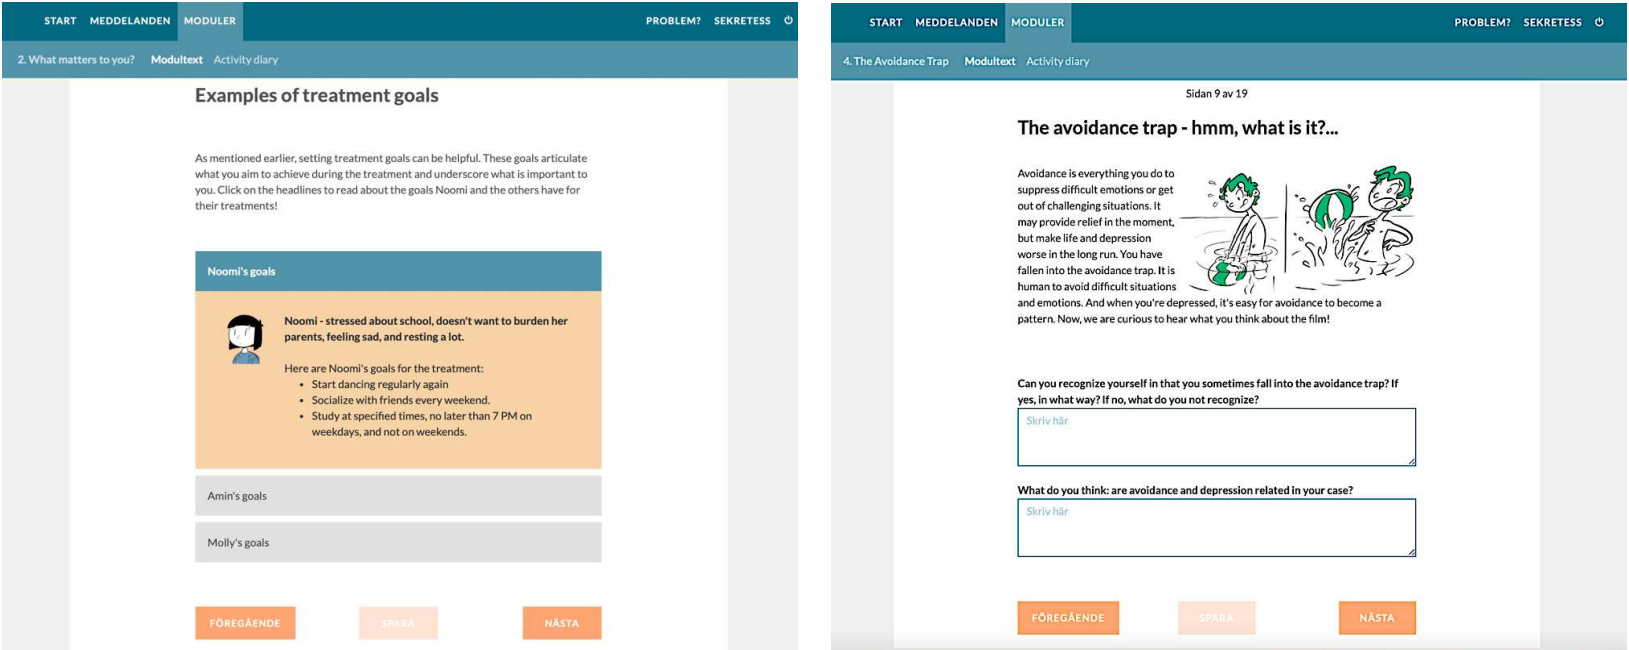 START MEDDELANDEN MODULER PROBLEM? SEKRETESS
2. What matters to you? Modultext Activity diary
Examples of treatment goals
As mentioned earlier, setting treatment goals can be helpful. These goals articulate
what you aim to achieve during the treatment and underscore what is important to
you. Click on the headlines to read about the goals Noomi and the others have for
their treatments!
Noomi's goals
Noomi - stressed about school, doesn't want to burden her
parents, feeling sad, and resting a lot.
Here are Noomi's goals for the treatment:
• Start dancing regularly again
• Socialize with friends every weekend.
• Study at specified times, no later than 7 PM on
weekdays, and not on weekends.
Amin's goals
Molly's goals
FÖREGÅENDE SPARA NÄSTA
START MEDDELANDEN MODULER PROBLEM? SEKRETESS
4. The Avoidance Trap Modultext Activity diary
Sidan 9 av 19
The avoidance trap - hmm, what is it?...
Avoidance is everything you do to
suppress difficult emotions or get
out of challenging situations. It
may provide relief in the moment,
but make life and depression
worse in the long run. You have
fallen into the avoidance trap. It is
human to avoid difficult situations
and emotions. And when you're depressed, it's easy for avoidance to become a
pattern. Now, we are curious to hear what you think about the film!
Can you recognize yourself in that you sometimes fall into the avoidance trap? If
yes, in what way? If no, what do you not recognize?
Skriv här
What do you think: are avoidance and depression related in your case?
Skriv här
FÖREGÅENDE SPARA NÄSTA